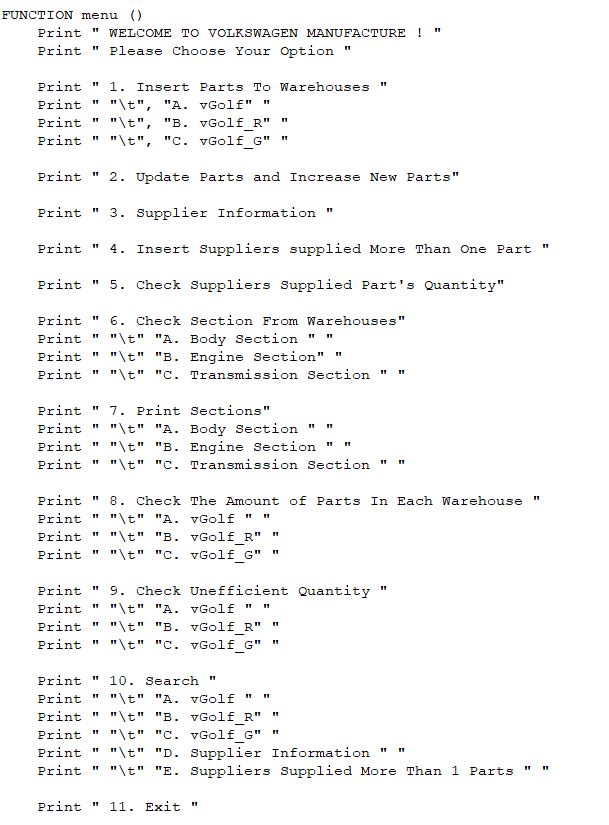 FUNCTION menu ()
Print " WELCOME TO VOLKSWAGEN MANUFACTURE ! "
Print " Please Choose Your Option "
Print " 1. Insert Parts To Warehouses "
Print " "\t", "A. vGolf" "
Print " "\t", "B. vGolf_R" "
Print " "\t", "C. vGolf_G" "
Print " 2. Update Parts and Increase New Parts"
Print " 3. Supplier Information "
Print " 4. Insert Suppliers supplied More Than One Part "
Print " 5. Check Suppliers Supplied Part's Quantity"
Print " 6. Check Section From Warehouses"
Print " "\t" "A. Body Section " "
Print " "\t" "B. Engine Section" "
Print " "\t" "C. Transmission Section " "
Print " 7. Print Sections"
Print " "\t" "A. Body Section " "
Print " "\t" "B. Engine Section " "
Print " "\t" "C. Transmission Section " "
Print " 8. Check The Amount of Parts In Each Warehouse "
Print " "\t" "A. vGolf " "
Print " "\t" "B. vGolf_R" "
Print " "\t" "C. vGolf_G" "
Print " 9. Check Unefficient Quantity "
Print " "\t" "A. vGolf " "
Print " "\t" "B. vGolf_R" "
Print " "\t" "C. vGolf_G" "
Print " 10. Search "
Print " "\t" "A. vGolf " "
Print " "\t" "B. vGolf_R" "
Print " "\t" "C. vGolf_G" "
Print " "\t" "D. Supplier Information " "
Print " "\t" "E. Suppliers Supplied More Than 1 Parts " "
Print " 11. Exit "